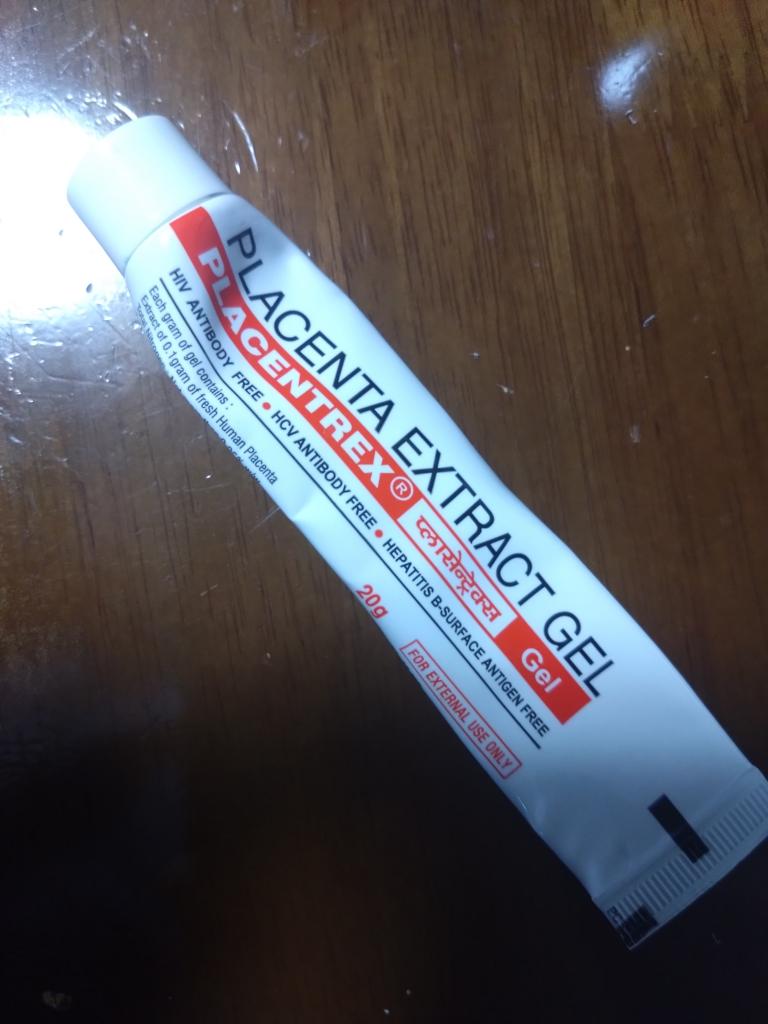 PLACENTA EXTRACT GEL
PLACENTREX® प्लासेन्ट्रेक्स Gel
HIV ANTIBODY FREE • HCV ANTIBODY FREE • HEPATITIS B-SURFACE ANTIGEN FREE
Each gram of gel contains :
Extract of 0.1gram of fresh Human Placenta
20g
FOR EXTERNAL USE ONLY